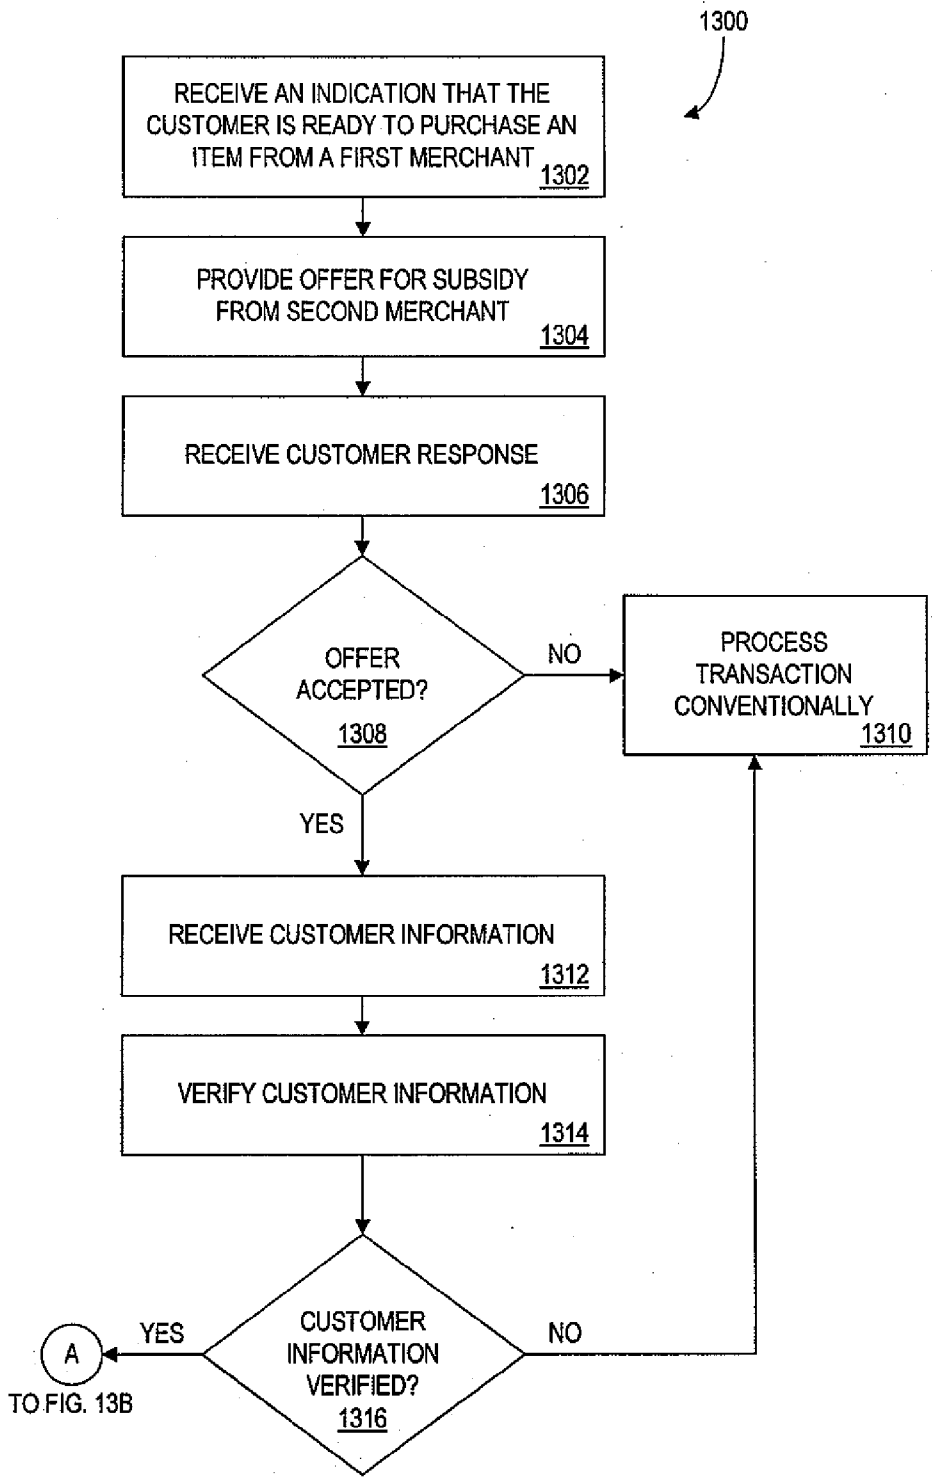 1300
RECEIVE AN INDICATION THAT THE
CUSTOMER IS READY TO PURCHASE AN
ITEM FROM A FIRST MERCHANT
1302
PROVIDE OFFER FOR SUBSIDY
FROM SECOND MERCHANT
1304
RECEIVE CUSTOMER RESPONSE
1306
OFFER
ACCEPTED?
1308
NO
PROCESS
TRANSACTION
CONVENTIONALLY
1310
YES
RECEIVE CUSTOMER INFORMATION
1312
VERIFY CUSTOMER INFORMATION
1314
CUSTOMER
INFORMATION
VERIFIED?
1316
NO
YES
A
TO FIG. 13B